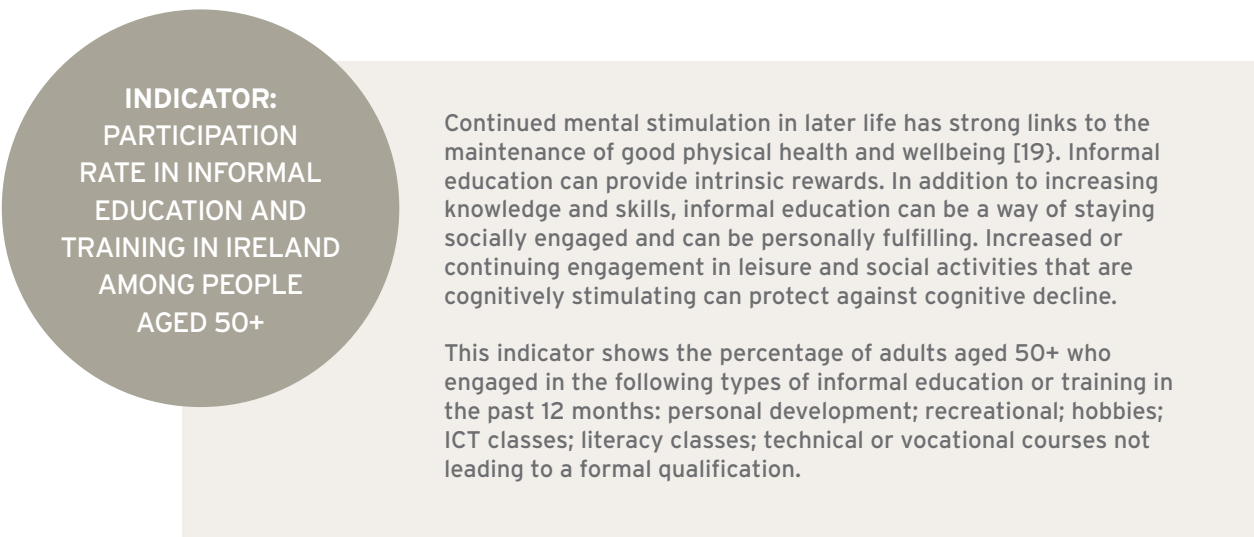 INDICATOR:
PARTICIPATION
RATE IN INFORMAL
EDUCATION AND
TRAINING IN IRELAND
AMONG PEOPLE
AGED 50+
Continued mental stimulation in later life has strong links to the
maintenance of good physical health and wellbeing [19}. Informal
education can provide intrinsic rewards. In addition to increasing
knowledge and skills, informal education can be a way of staying
socially engaged and can be personally fulfilling. Increased or
continuing engagement in leisure and social activities that are
cognitively stimulating can protect against cognitive decline.
This indicator shows the percentage of adults aged 50+ who
engaged in the following types of informal education or training in
the past 12 months: personal development; recreational; hobbies;
ICT classes; literacy classes; technical or vocational courses not
leading to a formal qualification.